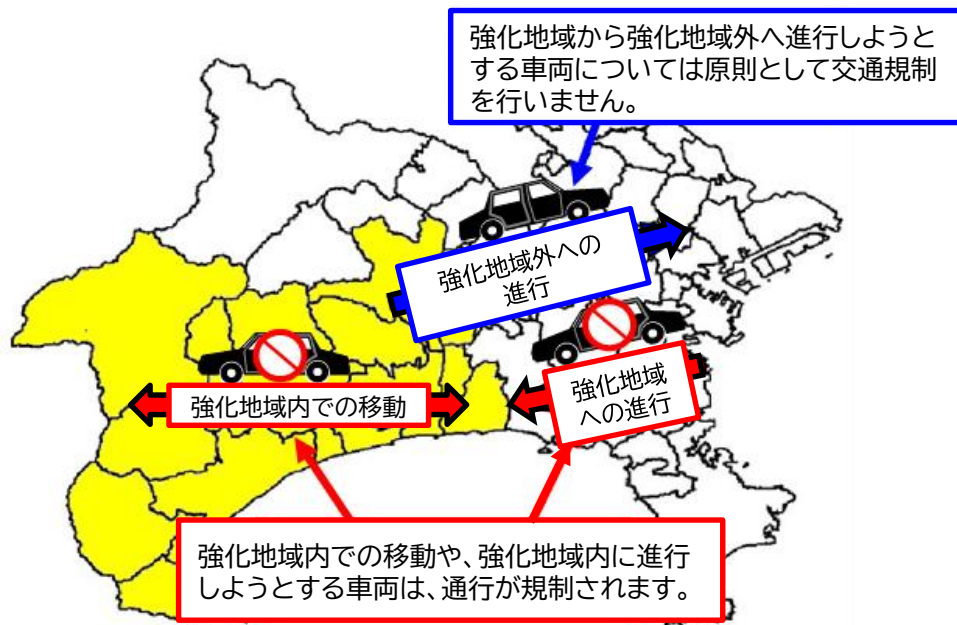 強化地域から強化地域外へ進行しようと
する車両については原則として交通規制
を行いません。
強化地域外への
進行
強化地域
への進行
強化地域内での移動
強化地域内での移動や、強化地域内に進行
しようとする車両は、通行が規制されます。